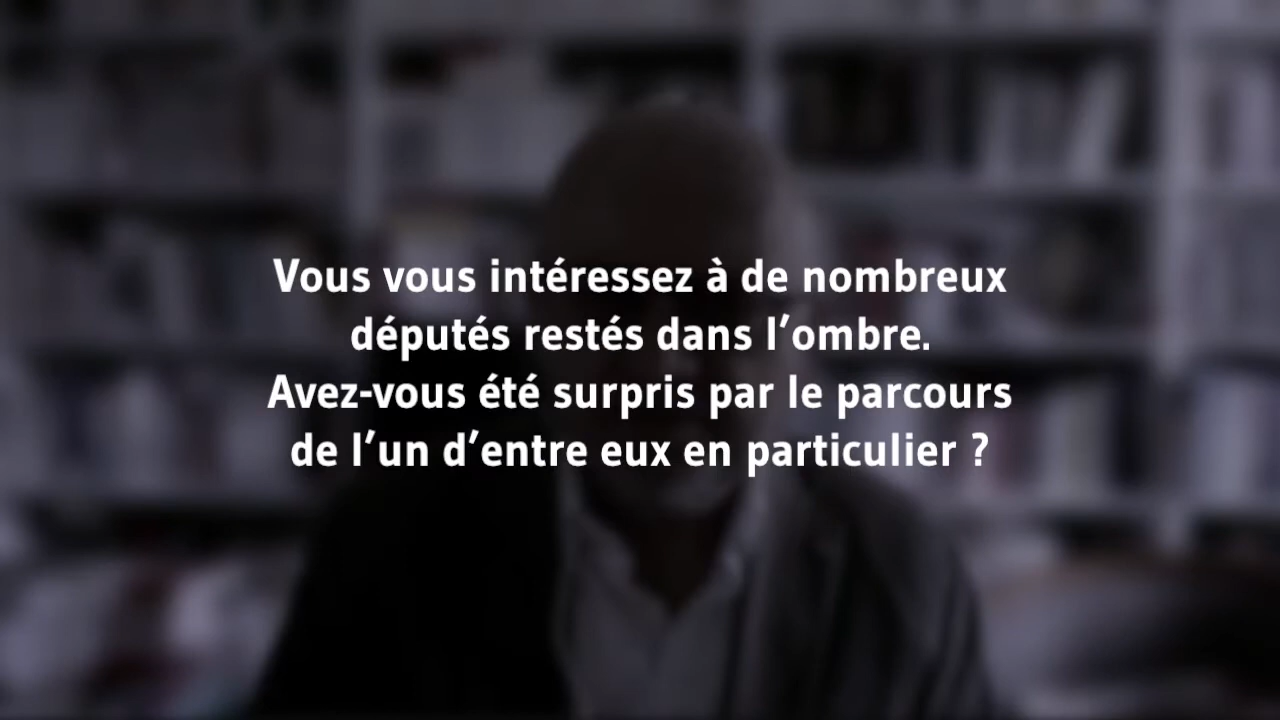 Vous vous intéressez à de nombreux
députés restés dans l’ombre.
Avez-vous été surpris par le parcours
de l’un d’entre eux en particulier ?